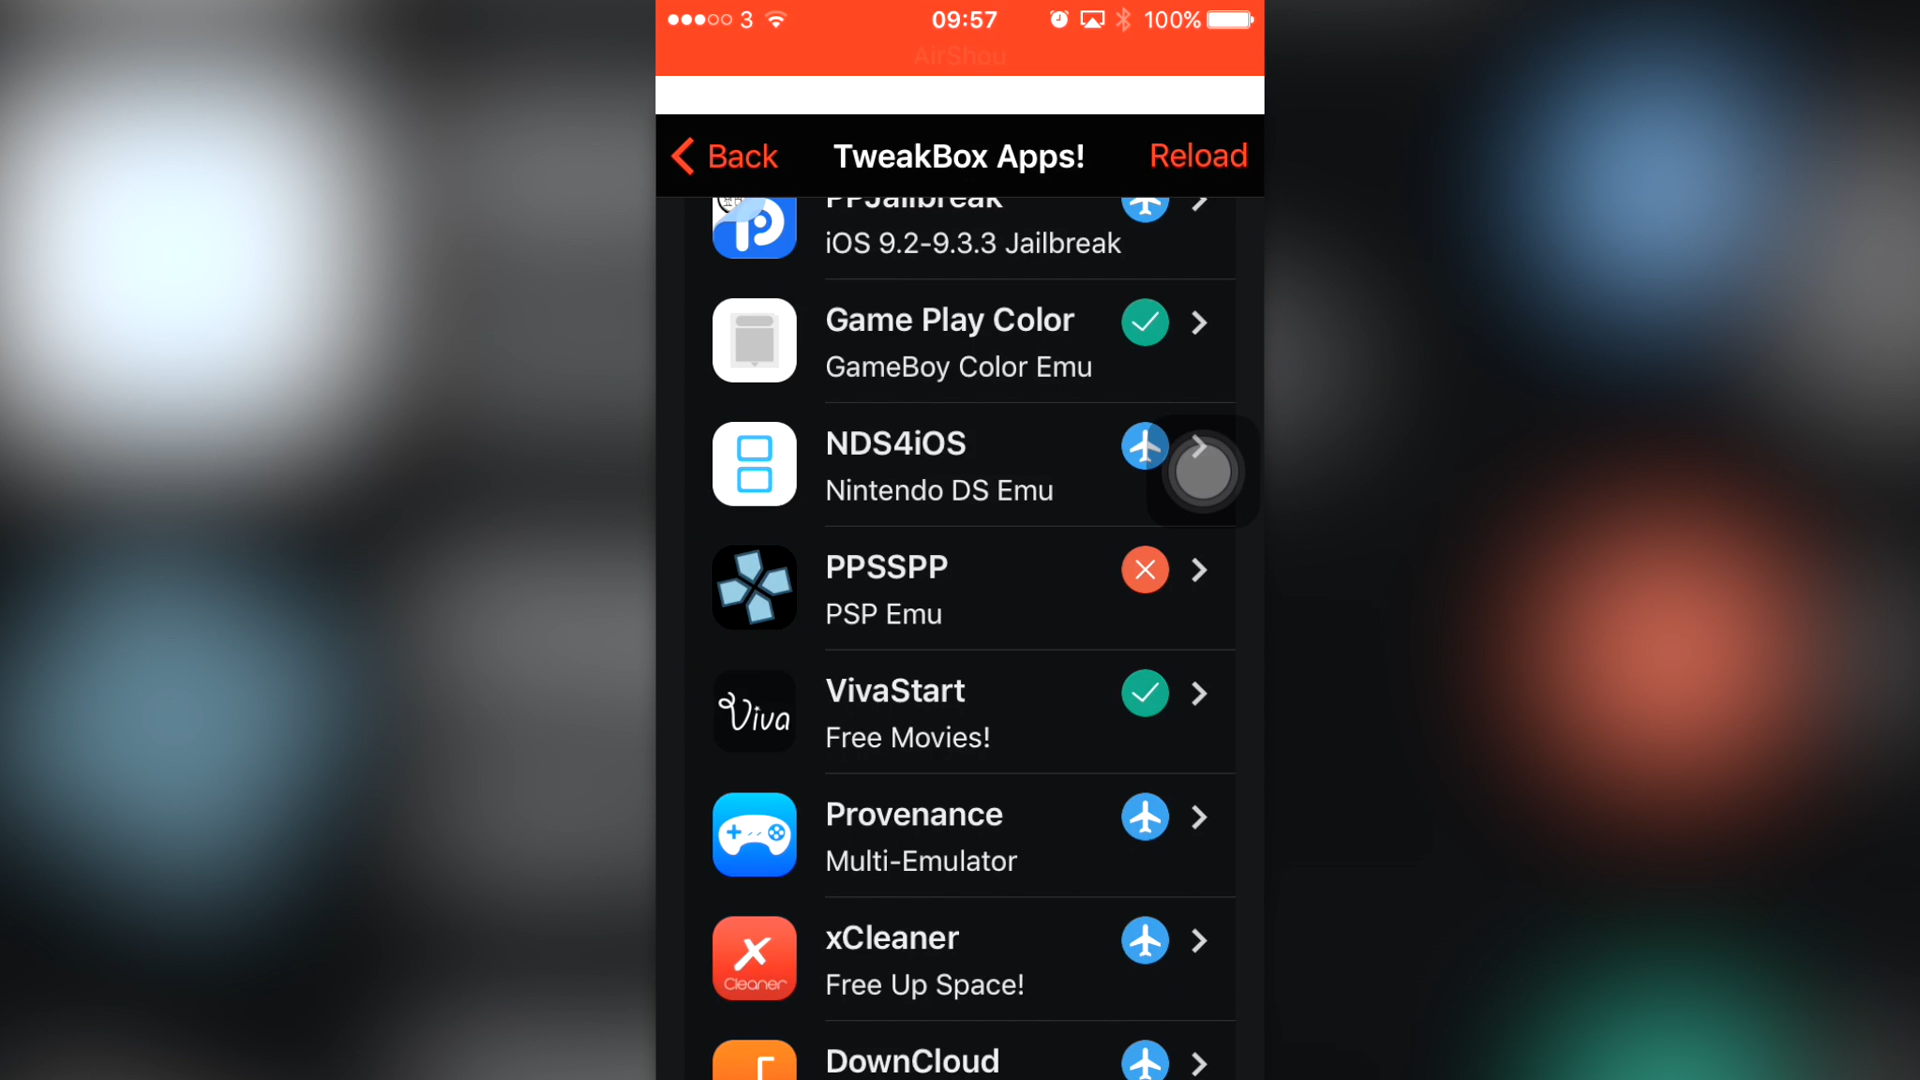 3 09:57 100%
AirShou
Back TweakBox Apps! Reload
PPJailbreak
iOS 9.2-9.3.3 Jailbreak
Game Play Color
GameBoy Color Emu
NDS4iOS
Nintendo DS Emu
PPSSPP
PSP Emu
Viva
VivaStart
Free Movies!
Provenance
Multi-Emulator
X
Cleaner
xCleaner
Free Up Space!
DownCloud